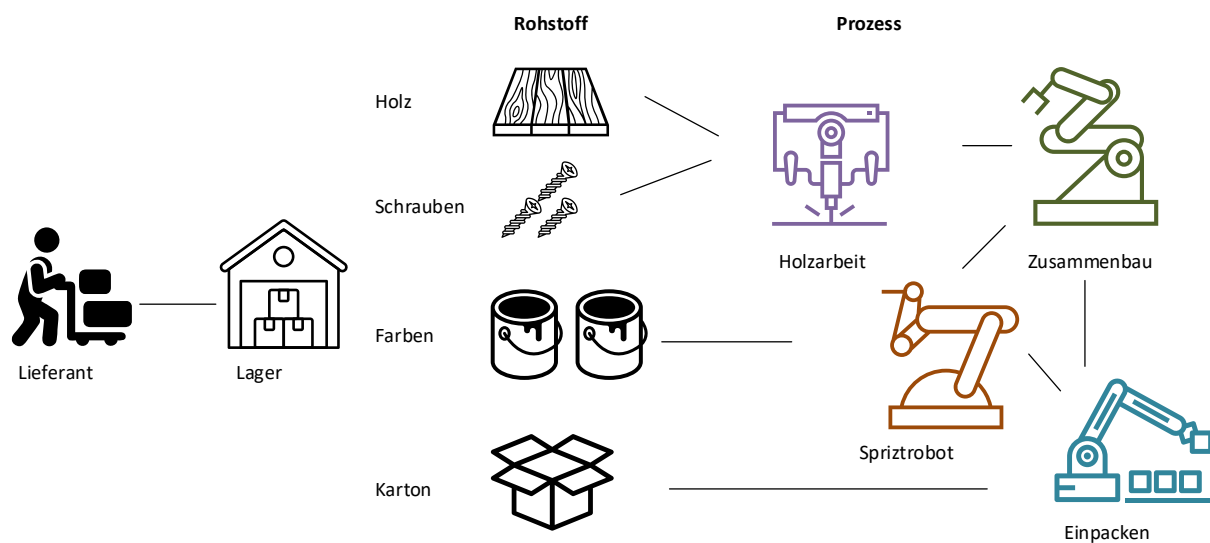 Rohstoff
Prozess
Holz
Schrauben
Holzarbeit
Zusammenbau
Farben
Lieferant
Lager
Spriztrobot
Karton
Einpacken